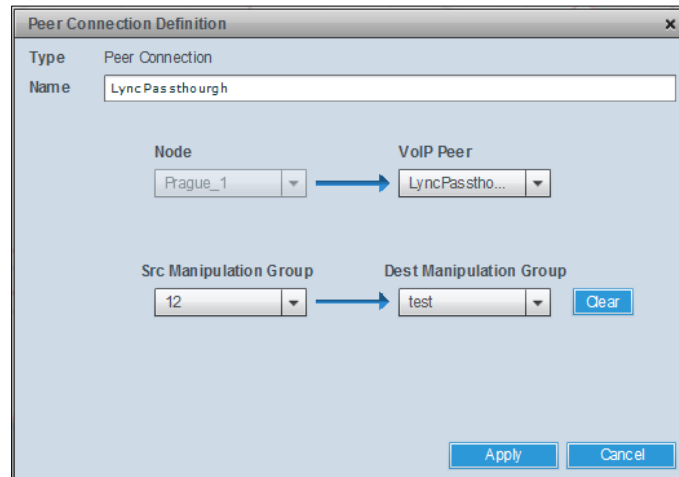 Peer Connection Definition x
Type Peer Connection
Name LyncPassthourgh
Node VoIP Peer
Prague_1 LyncPasstho...
Src Manipulation Group Dest Manipulation Group
12 test Clear
Apply Cancel